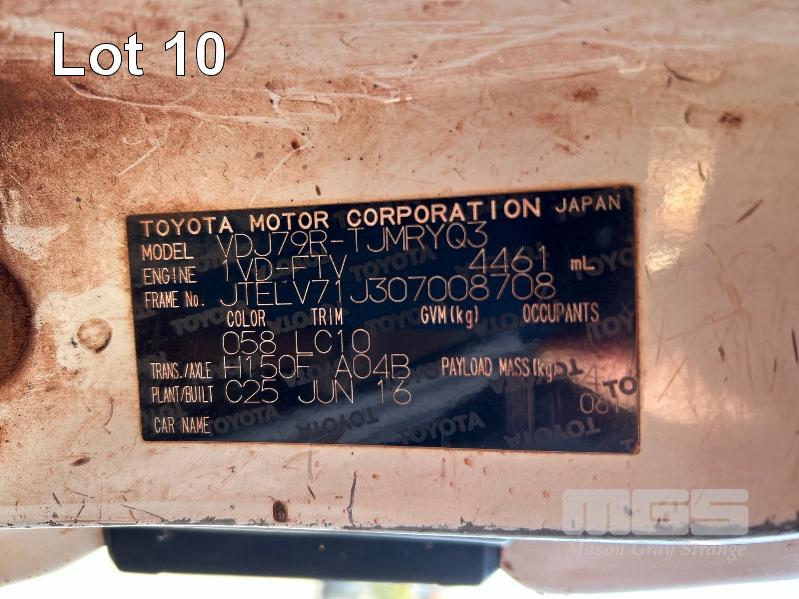 Lot 10
TOYOTA MOTOR CORPORATION JAPAN
MODEL VDJ79R-TJMRYQ3
ENGINE 1VD-FTV 4461 mL
FRAME No. JTELV71J307008708
COLOR TRIM GVM(kg) OCCUPANTS
058 LC10
TRANS./AXLE H150F A04B PAYLOAD MASS(kg)
PLANT/BUILT C25 JUN 16
CAR NAME
MGS
Mason Gray Strange